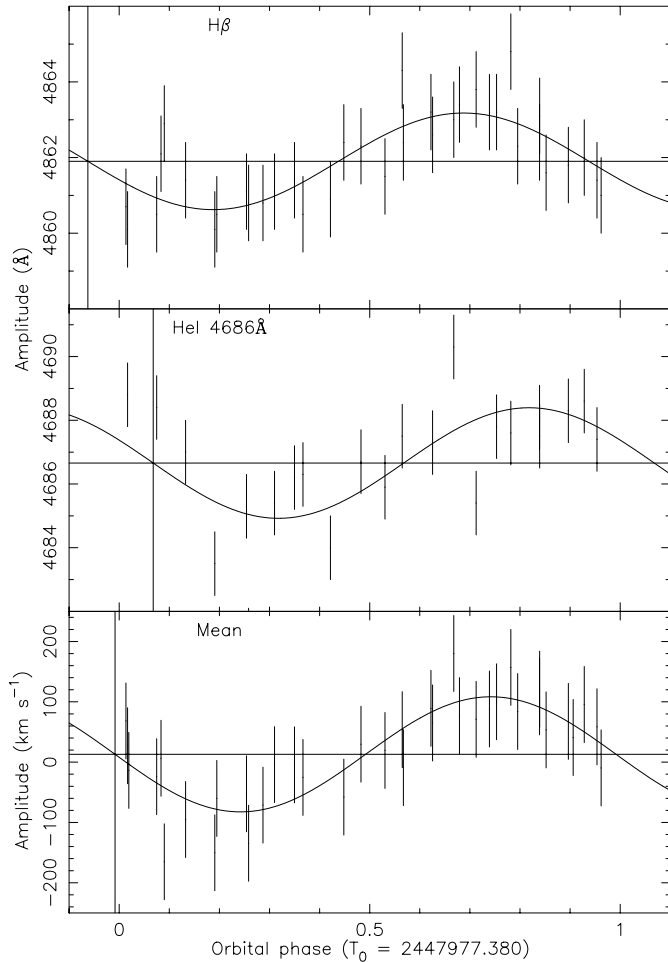 Hβ
4864
4862
4860
Amplitude (Å)
HeI 4686Å
4690
4688
4686
4684
Mean
200
100
0
−100
−200
Amplitude (km s⁻¹)
0
0.5
1
Orbital phase (T₀ = 2447977.380)